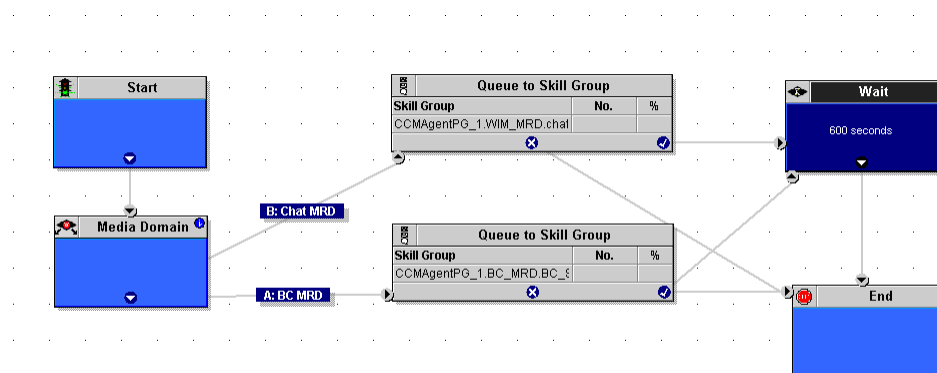 Start
Queue to Skill Group
Skill Group No. %
CCMAgentPG_1.WIM_MRD.chat
Wait
600 seconds
B: Chat MRD
Media Domain
A: BC MRD
Queue to Skill Group
Skill Group No. %
CCMAgentPG_1.BC_MRD.BC_S
End